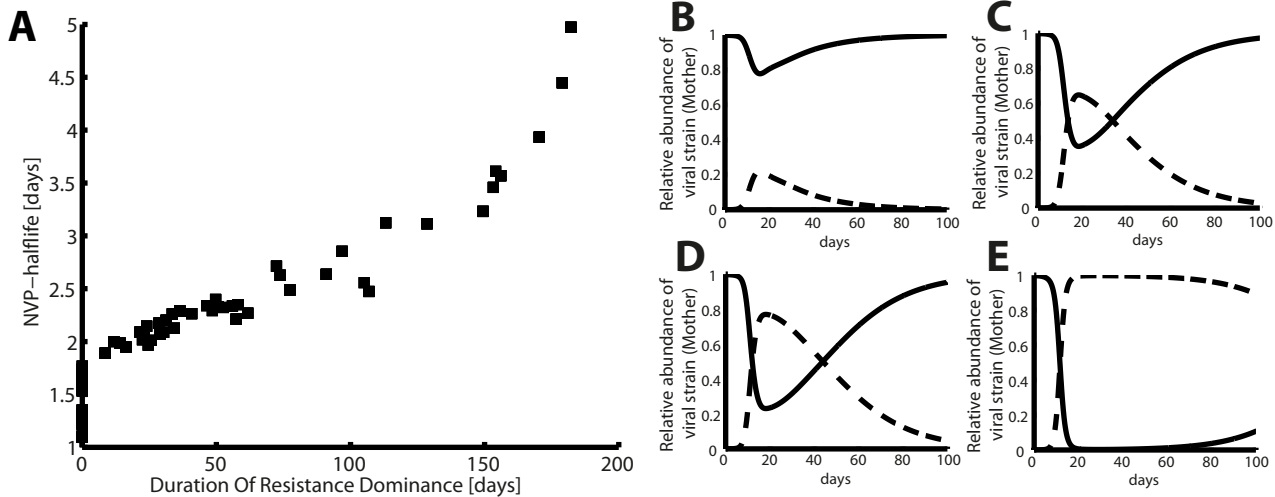 A
5
4.5
4
3.5
3
2.5
2
1.5
1
NVP–halflife [days]
0
50
100
150
200
Duration Of Resistance Dominance [days]
B
Relative abundance of
viral strain (Mother)
1
0.8
0.6
0.4
0.2
0
0 20 40 60 80 100
days
C
Relative abundance of
viral strain (Mother)
1
0.8
0.6
0.4
0.2
0
0 20 40 60 80 100
days
D
Relative abundance of
viral strain (Mother)
1
0.8
0.6
0.4
0.2
0
0 20 40 60 80 100
days
E
Relative abundance of
viral strain (Mother)
1
0.8
0.6
0.4
0.2
0
0 20 40 60 80 100
days